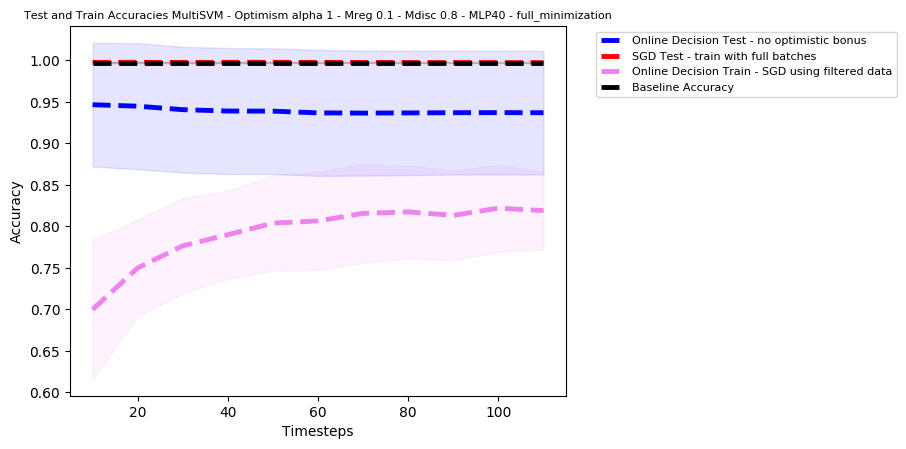 Test and Train Accuracies MultiSVM - Optimism alpha 1 - Mreg 0.1 - Mdisc 0.8 - MLP40 - full_minimization
Online Decision Test - no optimistic bonus
SGD Test - train with full batches
Online Decision Train - SGD using filtered data
Baseline Accuracy
Accuracy
1.00
0.95
0.90
0.85
0.80
0.75
0.70
0.65
0.60
20 40 60 80 100
Timesteps